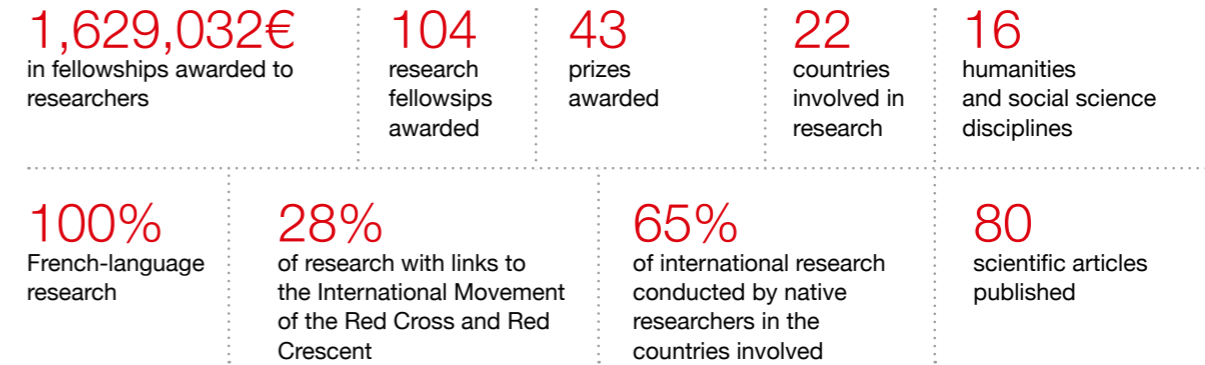 1,629,032€
in fellowships awarded to
researchers
104
research
fellowsips
awarded
43
prizes
awarded
22
countries
involved in
research
16
humanities
and social science
disciplines
100%
French-language
research
28%
of research with links to
the International Movement
of the Red Cross and Red
Crescent
65%
of international research
conducted by native
researchers in the
countries involved
80
scientific articles
published